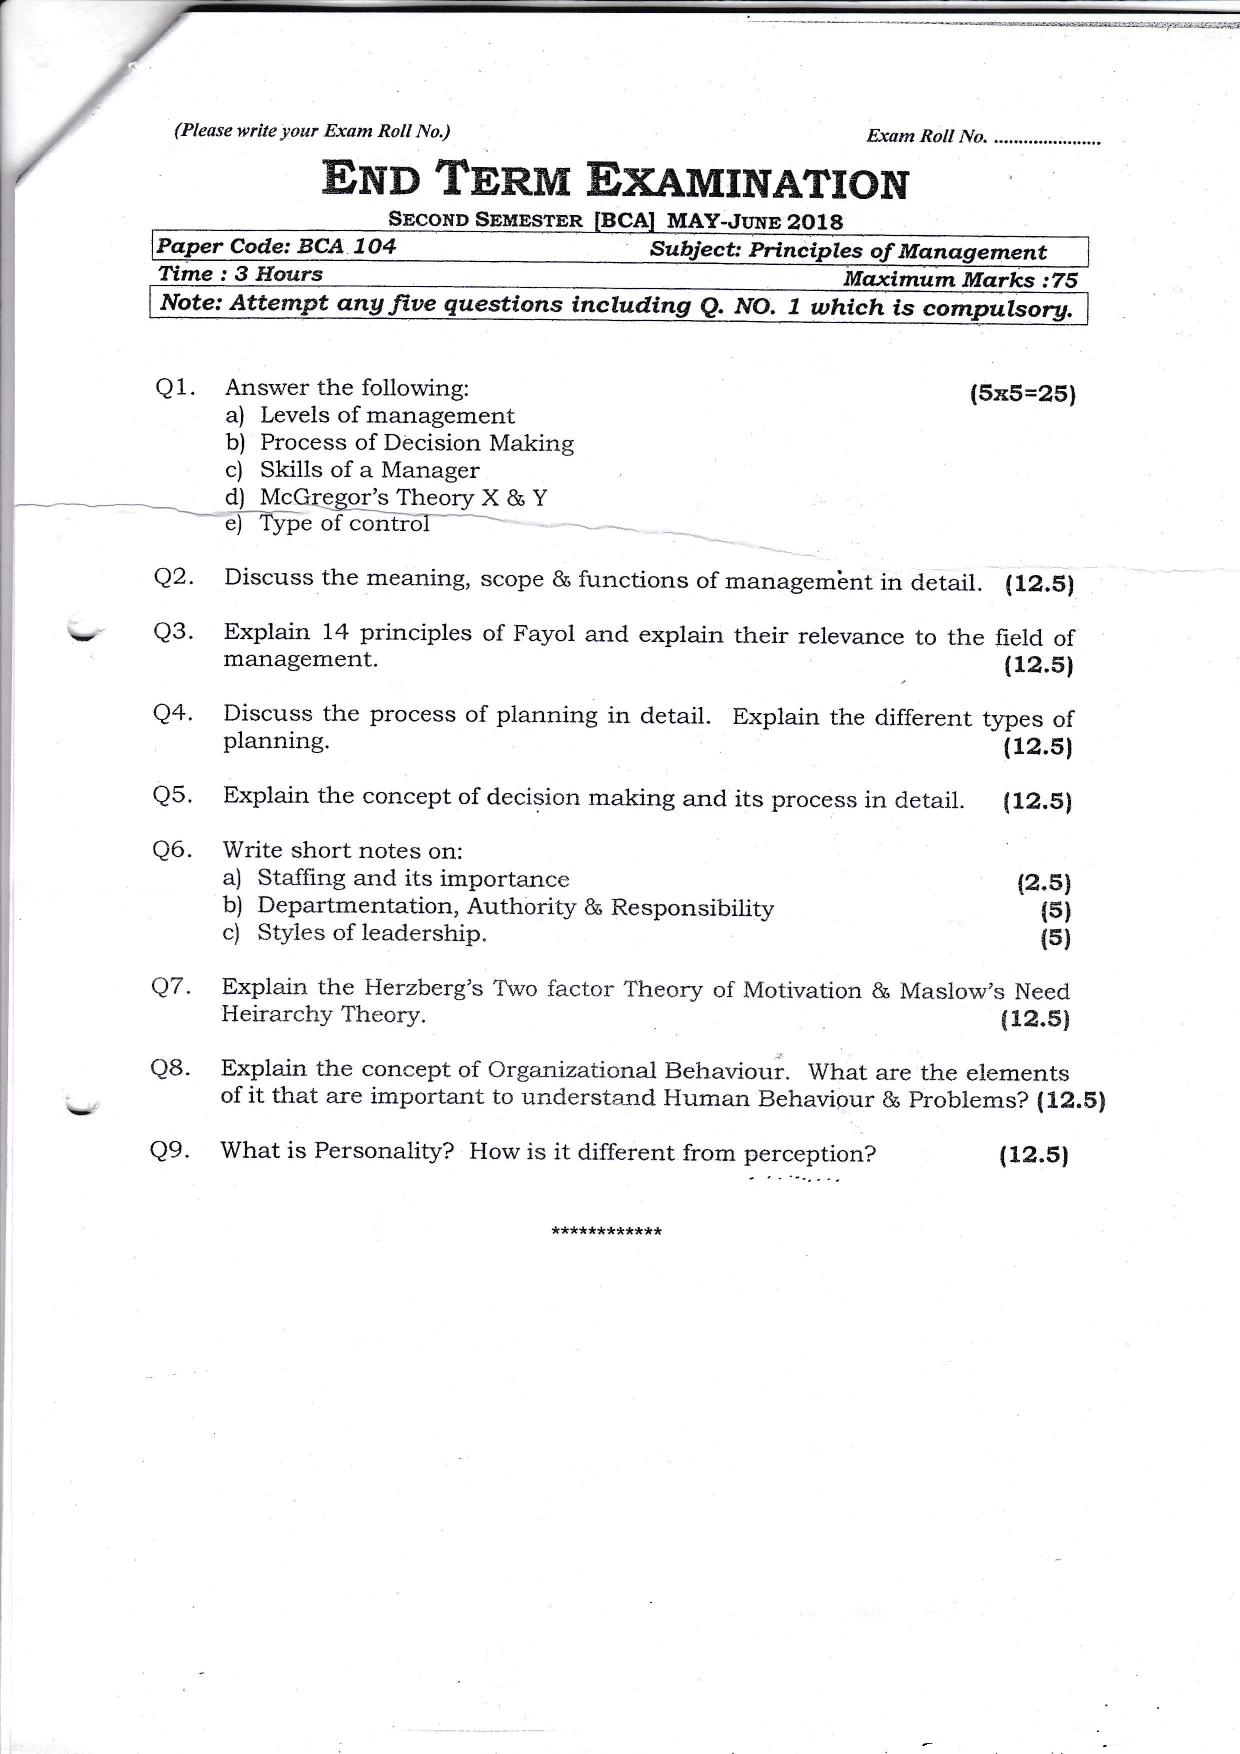 (Please write your Exam Roll No.) Exam Roll No. ......................
END TERM EXAMINATION
SECOND SEMESTER [BCA] MAY-JUNE 2018
Paper Code: BCA 104 Subject: Principles of Management
Time : 3 Hours Maximum Marks :75
Note: Attempt any five questions including Q. NO. 1 which is compulsory.
Q1. Answer the following: (5x5=25)
a) Levels of management
b) Process of Decision Making
c) Skills of a Manager
d) McGregor's Theory X & Y
e) Type of control
Q2. Discuss the meaning, scope & functions of management in detail. (12.5)
Q3. Explain 14 principles of Fayol and explain their relevance to the field of
management. (12.5)
Q4. Discuss the process of planning in detail. Explain the different types of
planning. (12.5)
Q5. Explain the concept of decision making and its process in detail. (12.5)
Q6. Write short notes on:
a) Staffing and its importance (2.5)
b) Departmentation, Authority & Responsibility (5)
c) Styles of leadership. (5)
Q7. Explain the Herzberg's Two factor Theory of Motivation & Maslow's Need
Heirarchy Theory. (12.5)
Q8. Explain the concept of Organizational Behaviour. What are the elements
of it that are important to understand Human Behaviour & Problems? (12.5)
Q9. What is Personality? How is it different from perception? (12.5)
************